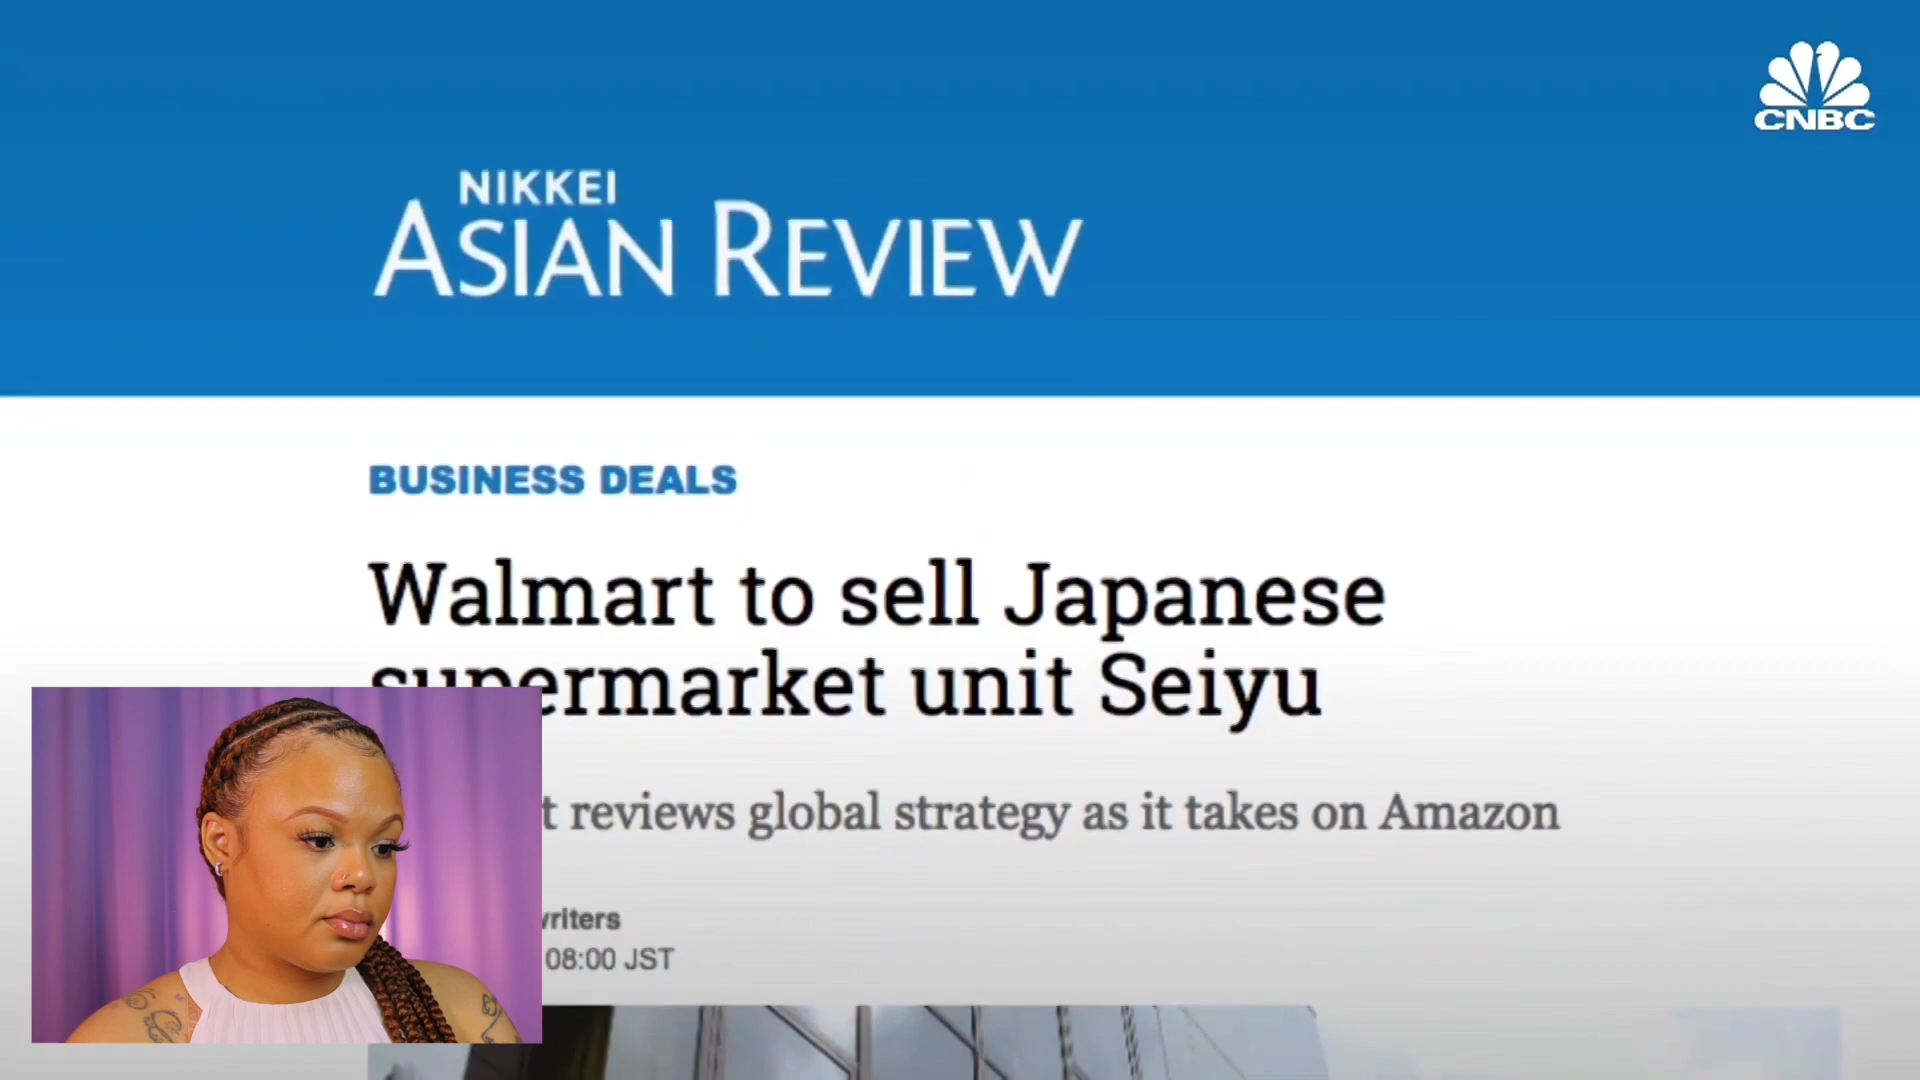 CNBC
NIKKEI
ASIAN REVIEW
BUSINESS DEALS
Walmart to sell Japanese
supermarket unit Seiyu
reviews global strategy as it takes on Amazon
08:00 JST